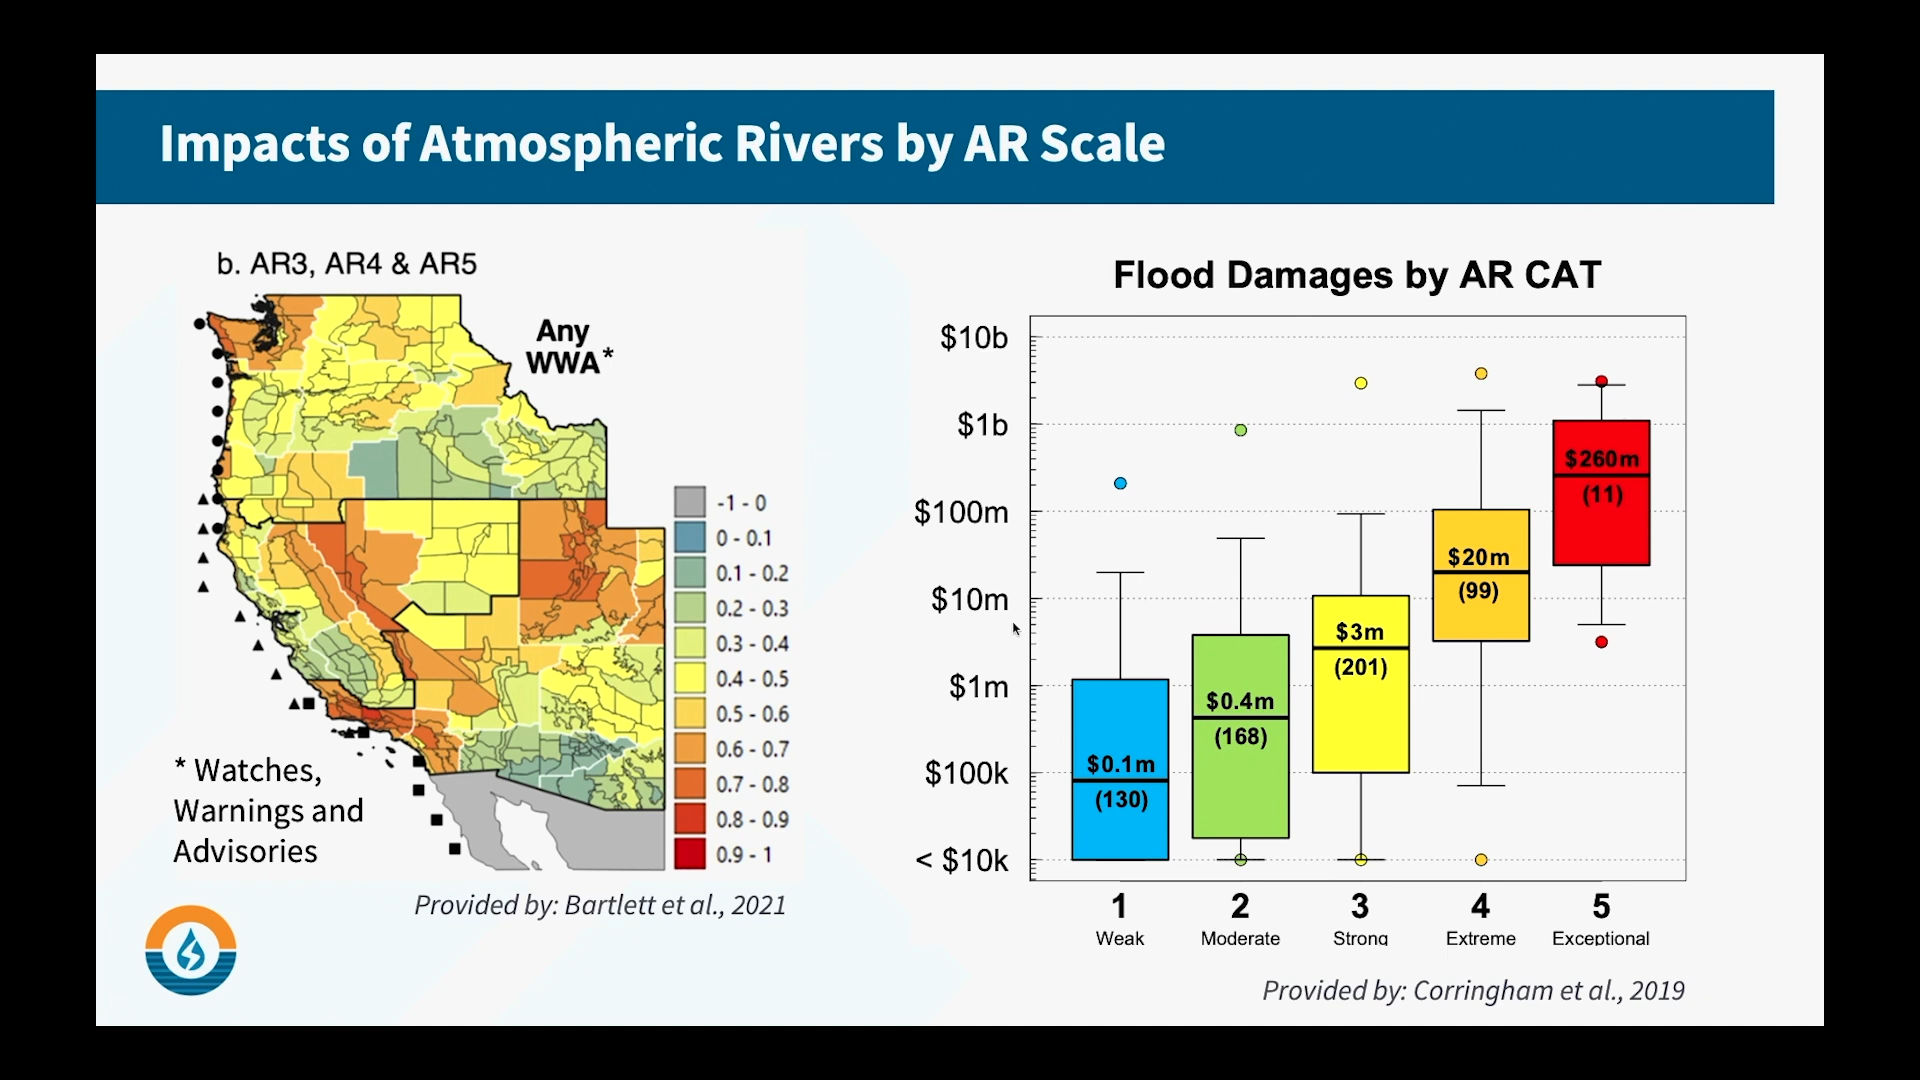 Impacts of Atmospheric Rivers by AR Scale
b. AR3, AR4 & AR5
Any
WWA*
-1 - 0
0 - 0.1
0.1 - 0.2
0.2 - 0.3
0.3 - 0.4
0.4 - 0.5
0.5 - 0.6
0.6 - 0.7
0.7 - 0.8
0.8 - 0.9
0.9 - 1
* Watches,
Warnings and
Advisories
Provided by: Bartlett et al., 2021
Flood Damages by AR CAT
$10b
$1b
$100m
$10m
$1m
$100k
< $10k
$0.1m
(130)
$0.4m
(168)
$3m
(201)
$20m
(99)
$260m
(11)
1 2 3 4 5
Weak Moderate Strong Extreme Exceptional
Provided by: Corringham et al., 2019